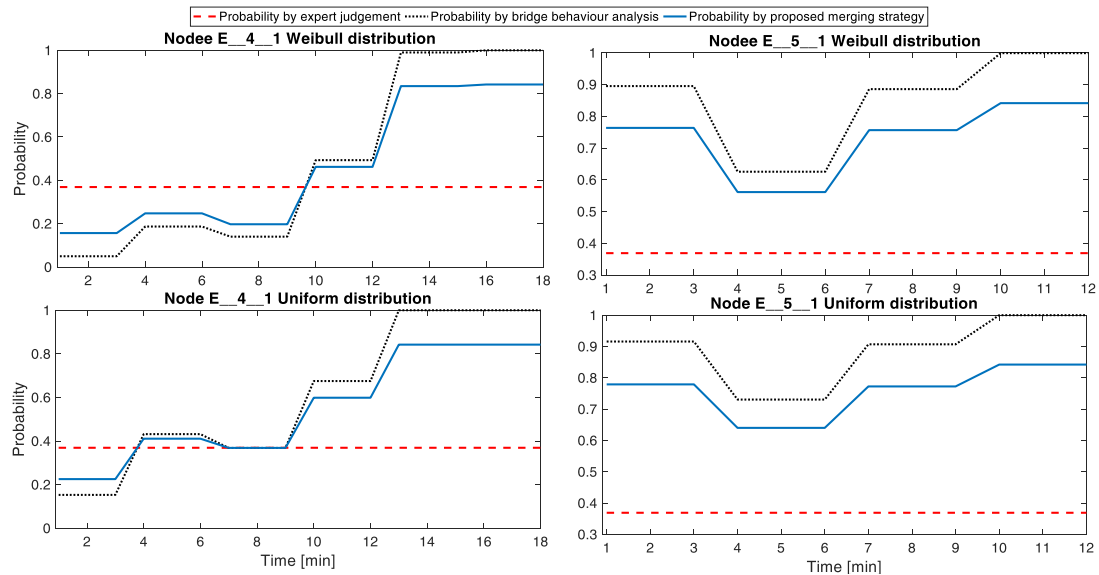 Probability by expert judgement Probability by bridge behaviour analysis Probability by proposed merging strategy
Nodee E__4__1 Weibull distribution
Nodee E__5__1 Weibull distribution
Probability
1
0.8
0.6
0.4
0.2
0
2 4 6 8 10 12 14 16 18
1
0.9
0.8
0.7
0.6
0.5
0.4
0.3
1 2 3 4 5 6 7 8 9 10 11 12
Node E__4__1 Uniform distribution
Node E__5__1 Uniform distribution
Probability
1
0.8
0.6
0.4
0.2
0
2 4 6 8 10 12 14 16 18
Time [min]
1
0.9
0.8
0.7
0.6
0.5
0.4
0.3
1 2 3 4 5 6 7 8 9 10 11 12
Time [min]